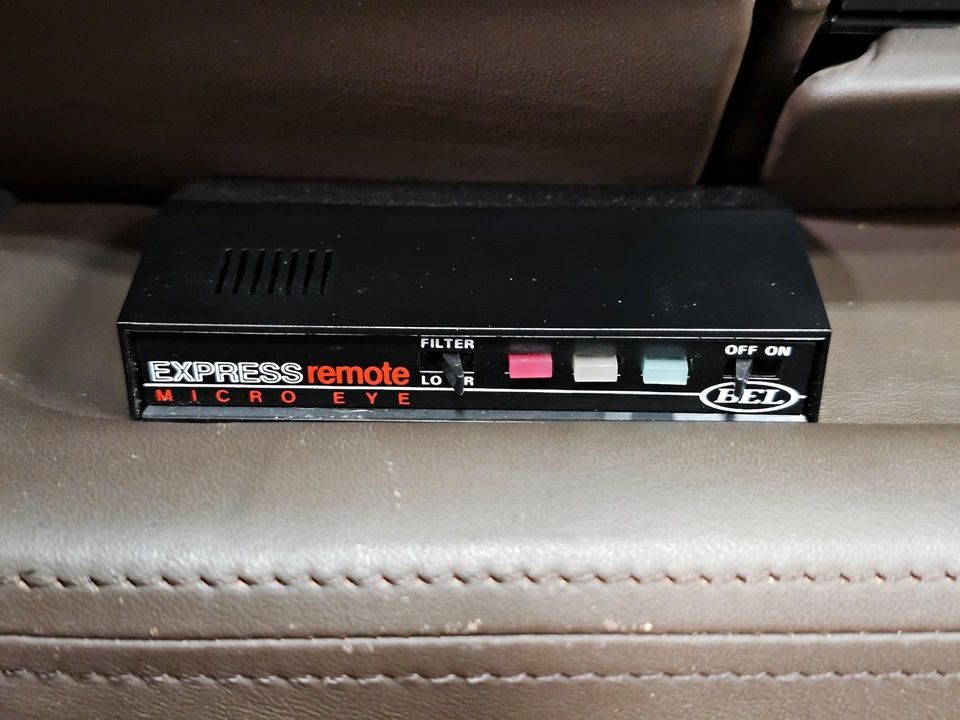 FILTER
OFF ON
EXPRESS remote
LO R
MICRO EYE
BEL